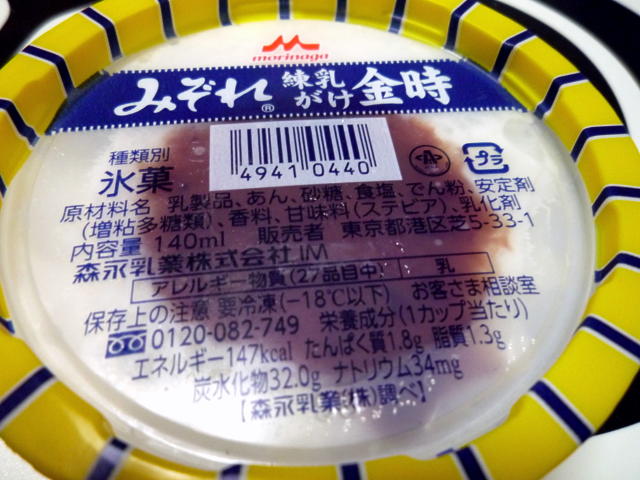 morinaga
みぞれ® 練乳がけ 金時
4941 0440
種類別
氷菓
プラ
原材料名 乳製品、あん、砂糖、食塩、でん粉、安定剤
(増粘多糖類)、香料、甘味料(ステビア)、乳化剤
内容量 140ml 販売者 東京都港区芝5-33-1
森永乳業株式会社IM
アレルギー物質(27品目中) 乳
保存上の注意 要冷凍(-18℃以下) お客さま相談室
0120-082-749 栄養成分(1カップ当たり)
エネルギー147kcal たんぱく質1.8g 脂質1.3g
炭水化物32.0g ナトリウム34mg
【森永乳業(株)調べ】